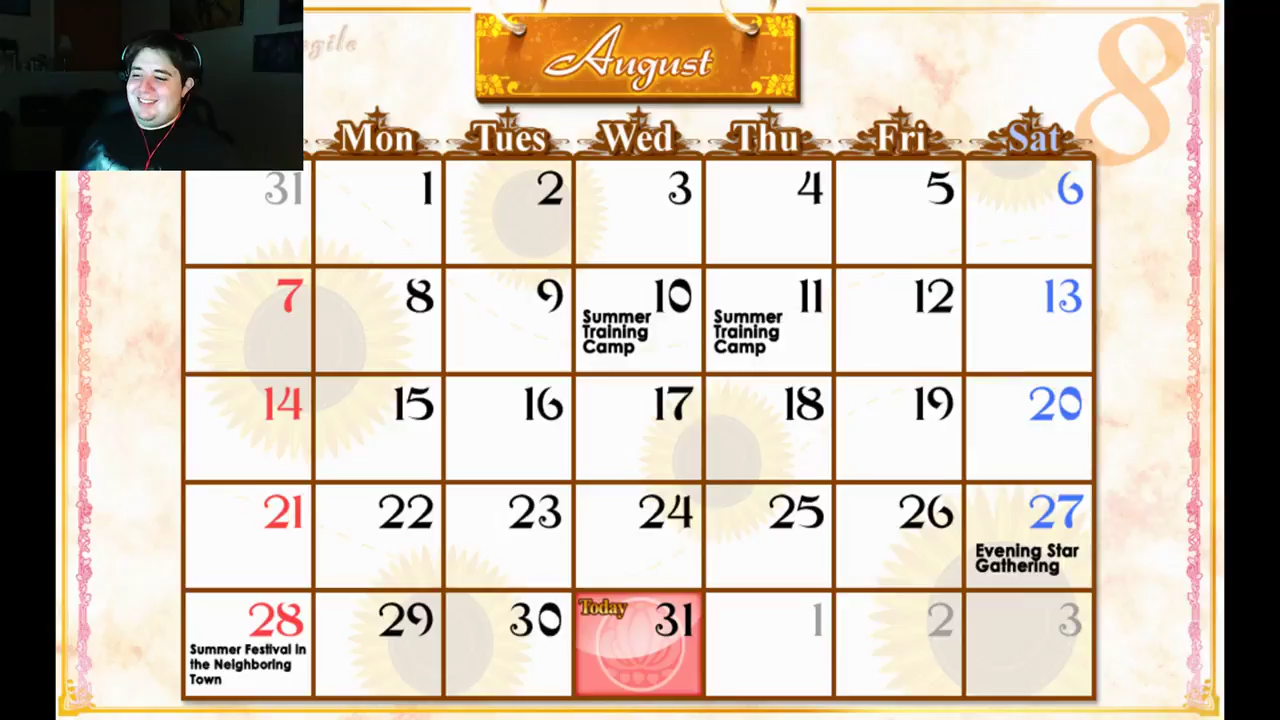 August
8
Mon Tues Wed Thu Fri Sat
31 1 2 3 4 5 6
7 8 9 10 11 12 13
Summer
Training
Camp
Summer
Training
Camp
14 15 16 17 18 19 20
21 22 23 24 25 26 27
Evening Star
Gathering
28 29 30 Today 31 1 2 3
Summer Festival in
the Neighboring
Town